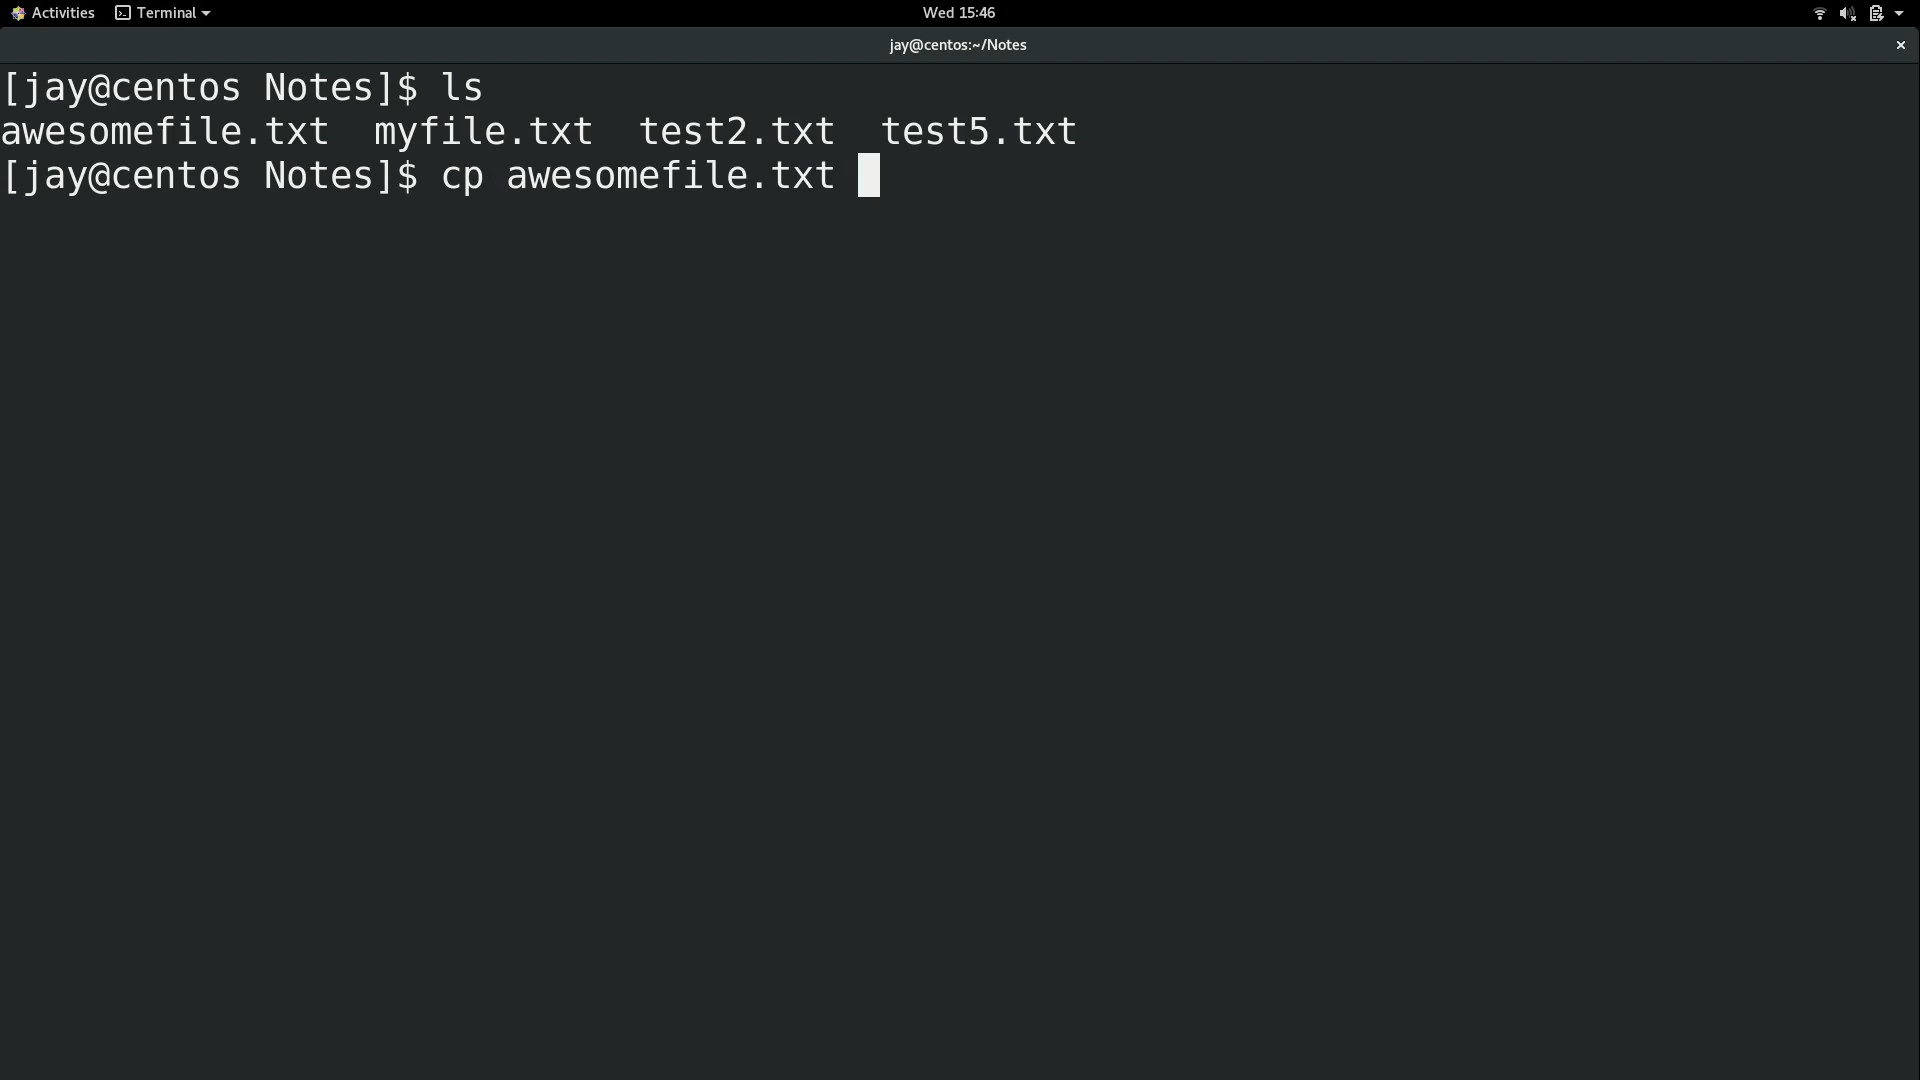 Activities Terminal Wed 15:46
jay@centos:~/Notes
[jay@centos Notes]$ ls
awesomefile.txt  myfile.txt  test2.txt  test5.txt
[jay@centos Notes]$ cp awesomefile.txt